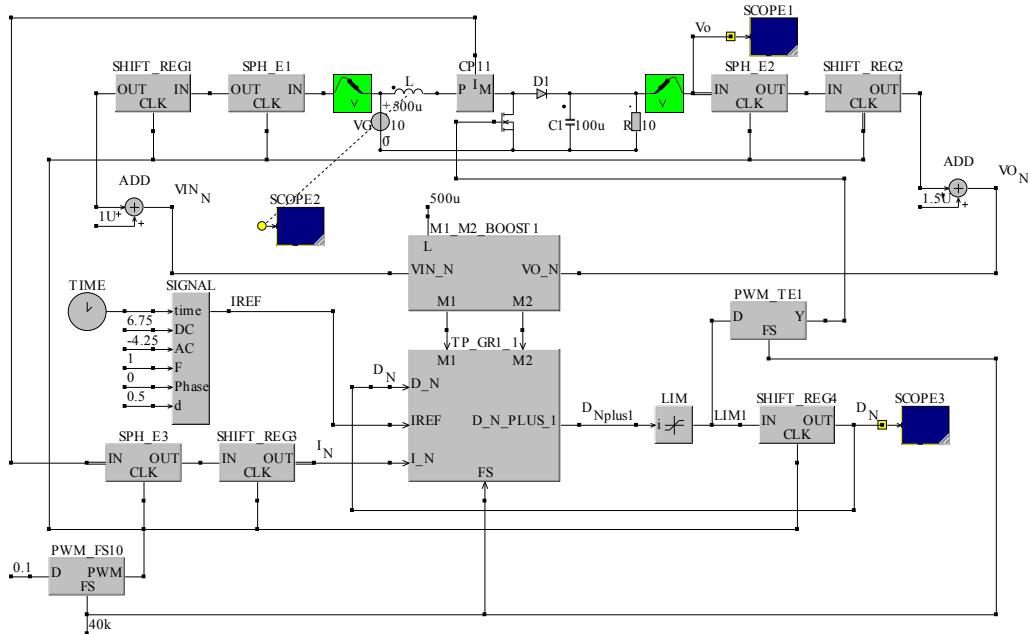 SCOPE1
Vo
SHIFT_REG1
SPH_E1
L
CP11
D1
SPH_E2
SHIFT_REG2
OUT IN
CLK
OUT IN
CLK
V
+
500u
P I M
V
IN OUT
CLK
IN OUT
CLK
VG 10
0
C1 100u
R 10
ADD
VIN_N
1U + +
SCOPE2
500u
ADD
VO_N
1.5U + +
M1_M2_BOOST1
L
VIN_N VO_N
M1 M2
TIME
SIGNAL
IREF
time
6.75 DC
-4.25 AC
1 F
0 Phase
0.5 d
PWM_TE1
D Y
FS
TP_GR1_1
M1 M2
D_N
D_N
IREF
D_N_PLUS_1
I_N
FS
D_Nplus1
LIM
i
LIM1
SHIFT_REG4
IN OUT
CLK
D_N
SCOPE3
SPH_E3
IN OUT
CLK
SHIFT_REG3
IN OUT
CLK
I_N
PWM_FS10
0.1 D PWM
FS
40k